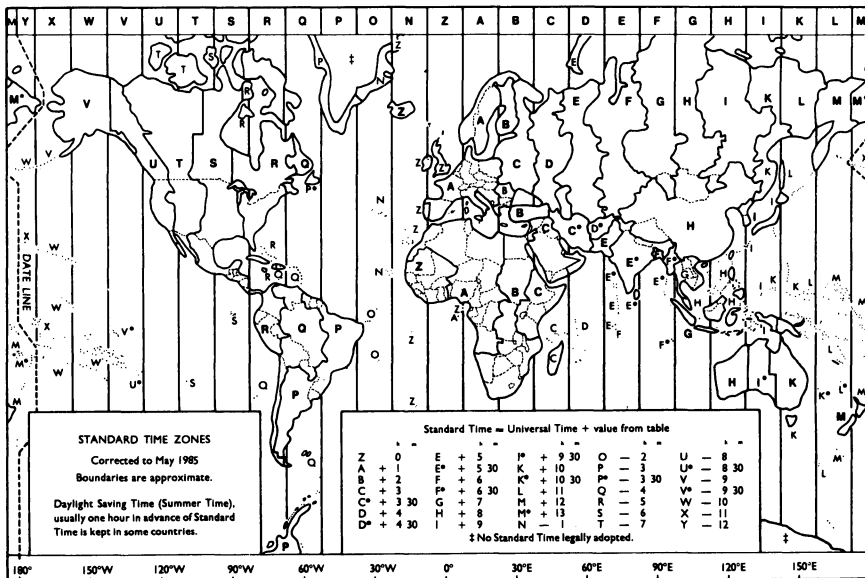 M Y X W V U T S R Q P O N Z A B C D E F G H I K L M
X. DATE LINE
STANDARD TIME ZONES
Corrected to May 1985
Boundaries are approximate.
Daylight Saving Time (Summer Time),
usually one hour in advance of Standard
Time is kept in some countries.
Standard Time = Universal Time + value from table
h m h m h m h m h m
Z 0 E + 5 I* + 9 30 O – 2 U – 8
A + 1 E* + 5 30 K + 10 P – 3 U* – 8 30
B + 2 F + 6 K* + 10 30 P* – 3 30 V – 9
C + 3 F* + 6 30 L + 11 Q – 4 V* – 9 30
C* + 3 30 G + 7 M + 12 R – 5 W – 10
D + 4 H + 8 M* + 13 S – 6 X – 11
D* + 4 30 I + 9 N – 1 T – 7 Y – 12
‡ No Standard Time legally adopted.
180° 150°W 120°W 90°W 60°W 30°W 0° 30°E 60°E 90°E 120°E 150°E